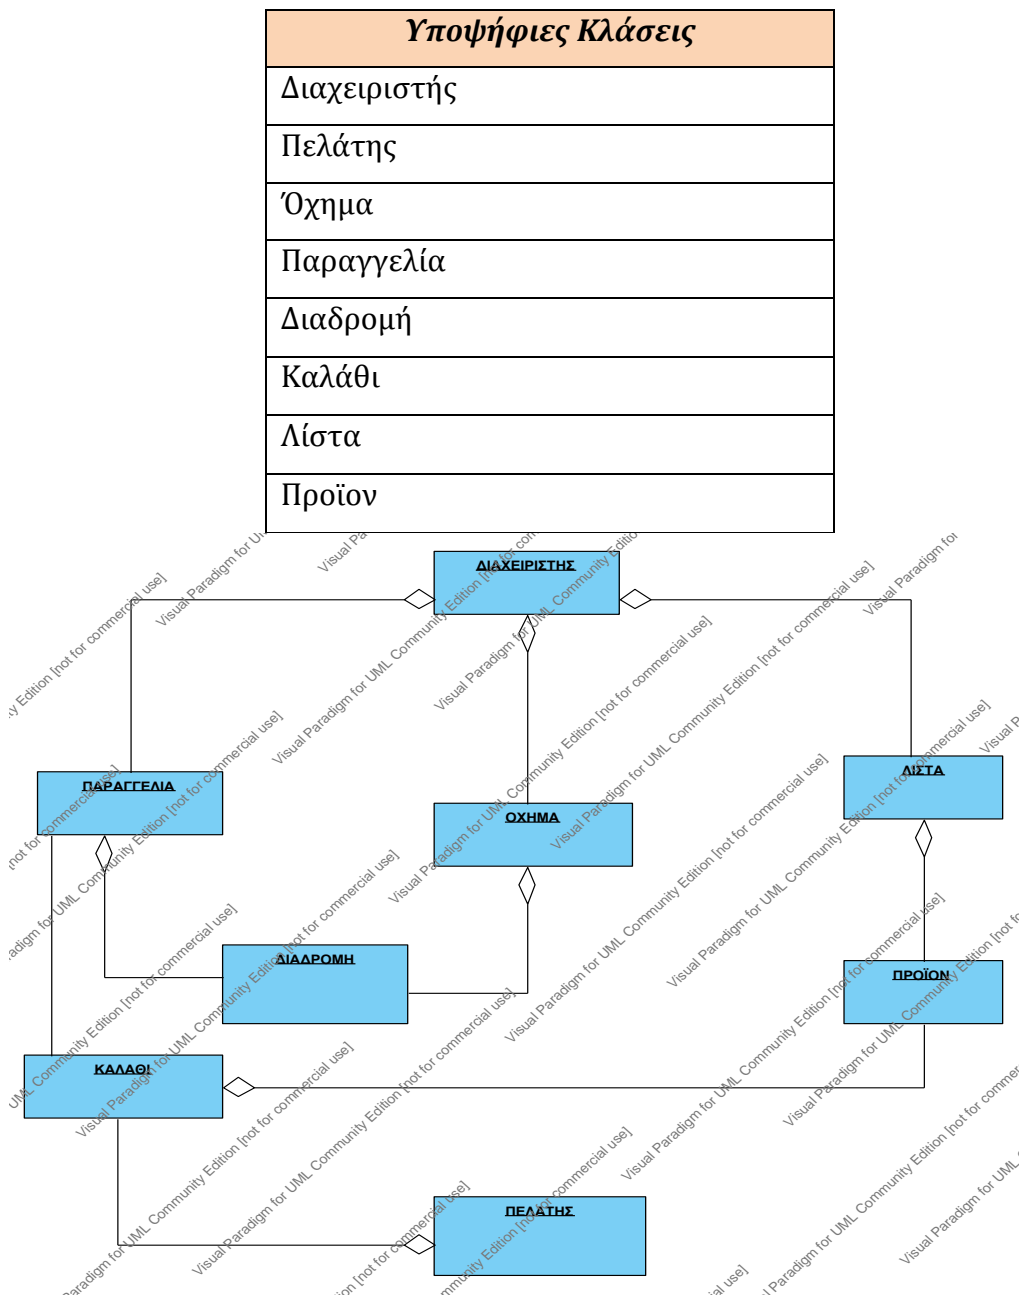 Υποψήφιες Κλάσεις
Διαχειριστής
Πελάτης
Όχημα
Παραγγελία
Διαδρομή
Καλάθι
Λίστα
Προϊον
ΔΙΑΧΕΙΡΙΣΤΗΣ
ΠΑΡΑΓΓΕΛΙΑ
ΟΧΗΜΑ
ΛΙΣΤΑ
ΔΙΑΔΡΟΜΗ
ΠΡΟΪΟΝ
ΚΑΛΑΘΙ
ΠΕΛΑΤΗΣ
Visual Paradigm for UML Community Edition [not for commercial use]